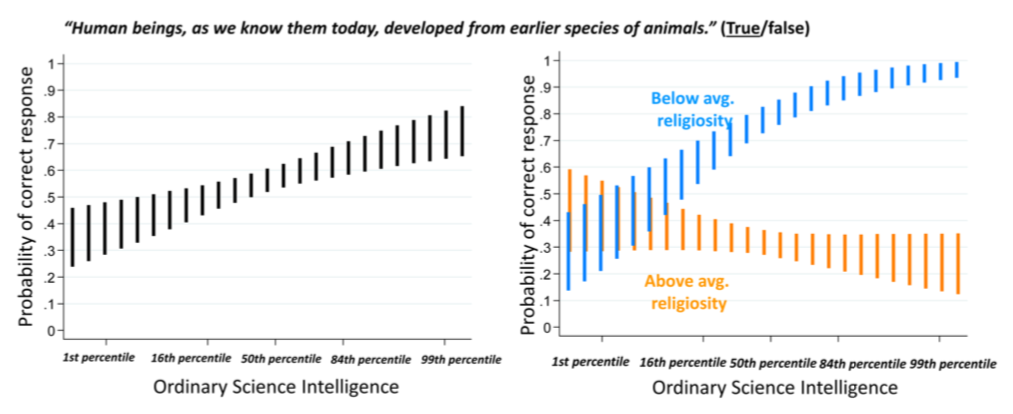 “Human beings, as we know them today, developed from earlier species of animals.” (True/false)
Probability of correct response
1
.9
.8
.7
.6
.5
.4
.3
.2
.1
0
1st percentile 16th percentile 50th percentile 84th percentile 99th percentile
Ordinary Science Intelligence
Probability of correct response
1
.9
.8
.7
.6
.5
.4
.3
.2
.1
0
Below avg.
religiosity
Above avg.
religiosity
1st percentile 16th percentile 50th percentile 84th percentile 99th percentile
Ordinary Science Intelligence